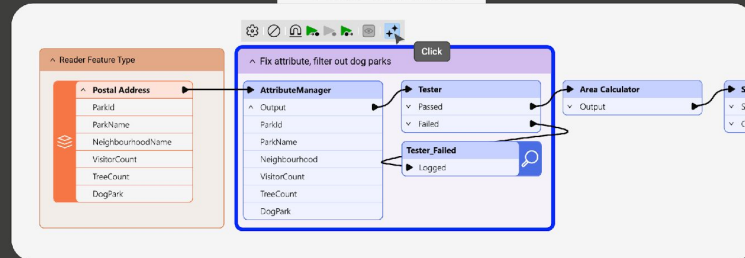 Click
Reader Feature Type
Postal Address
ParkId
ParkName
NeighbourhoodName
VisitorCount
TreeCount
DogPark
Fix attribute, filter out dog parks
AttributeManager
Output
ParkId
ParkName
Neighbourhood
VisitorCount
TreeCount
DogPark
Tester
Passed
Failed
Tester_Failed
Logged
Area Calculator
Output